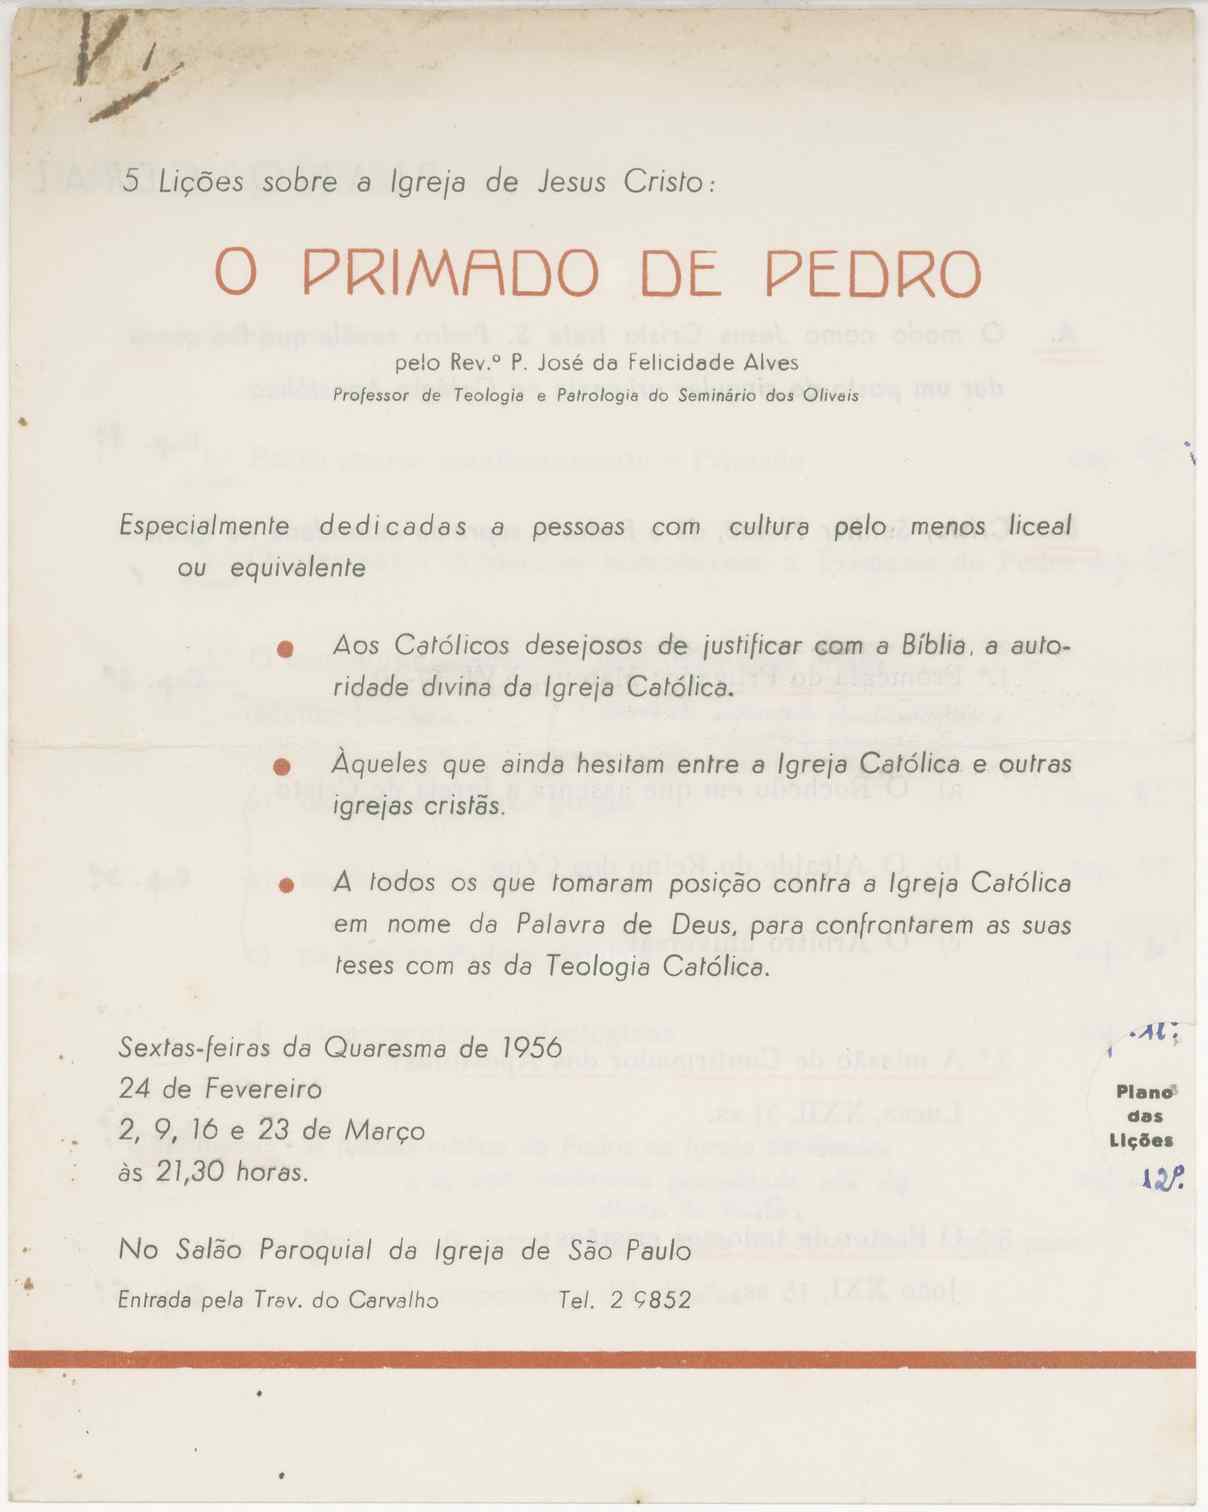 5 Lições sobre a Igreja de Jesus Cristo:
O PRIMADO DE PEDRO
pelo Rev.º P. José da Felicidade Alves
Professor de Teologia e Patrologia do Seminário dos Olivais
Especialmente dedicadas a pessoas com cultura pelo menos liceal
ou equivalente
● Aos Católicos desejosos de justificar com a Bíblia, a auto-
ridade divina da Igreja Católica.
● Àqueles que ainda hesitam entre a Igreja Católica e outras
igrejas cristãs.
● A todos os que tomaram posição contra a Igreja Católica
em nome da Palavra de Deus, para confrontarem as suas
teses com as da Teologia Católica.
Sextas-feiras da Quaresma de 1956
24 de Fevereiro
2, 9, 16 e 23 de Março
às 21,30 horas.
Plano
das
Lições
No Salão Paroquial da Igreja de São Paulo
Entrada pela Trav. do Carvalho Tel. 2 9852